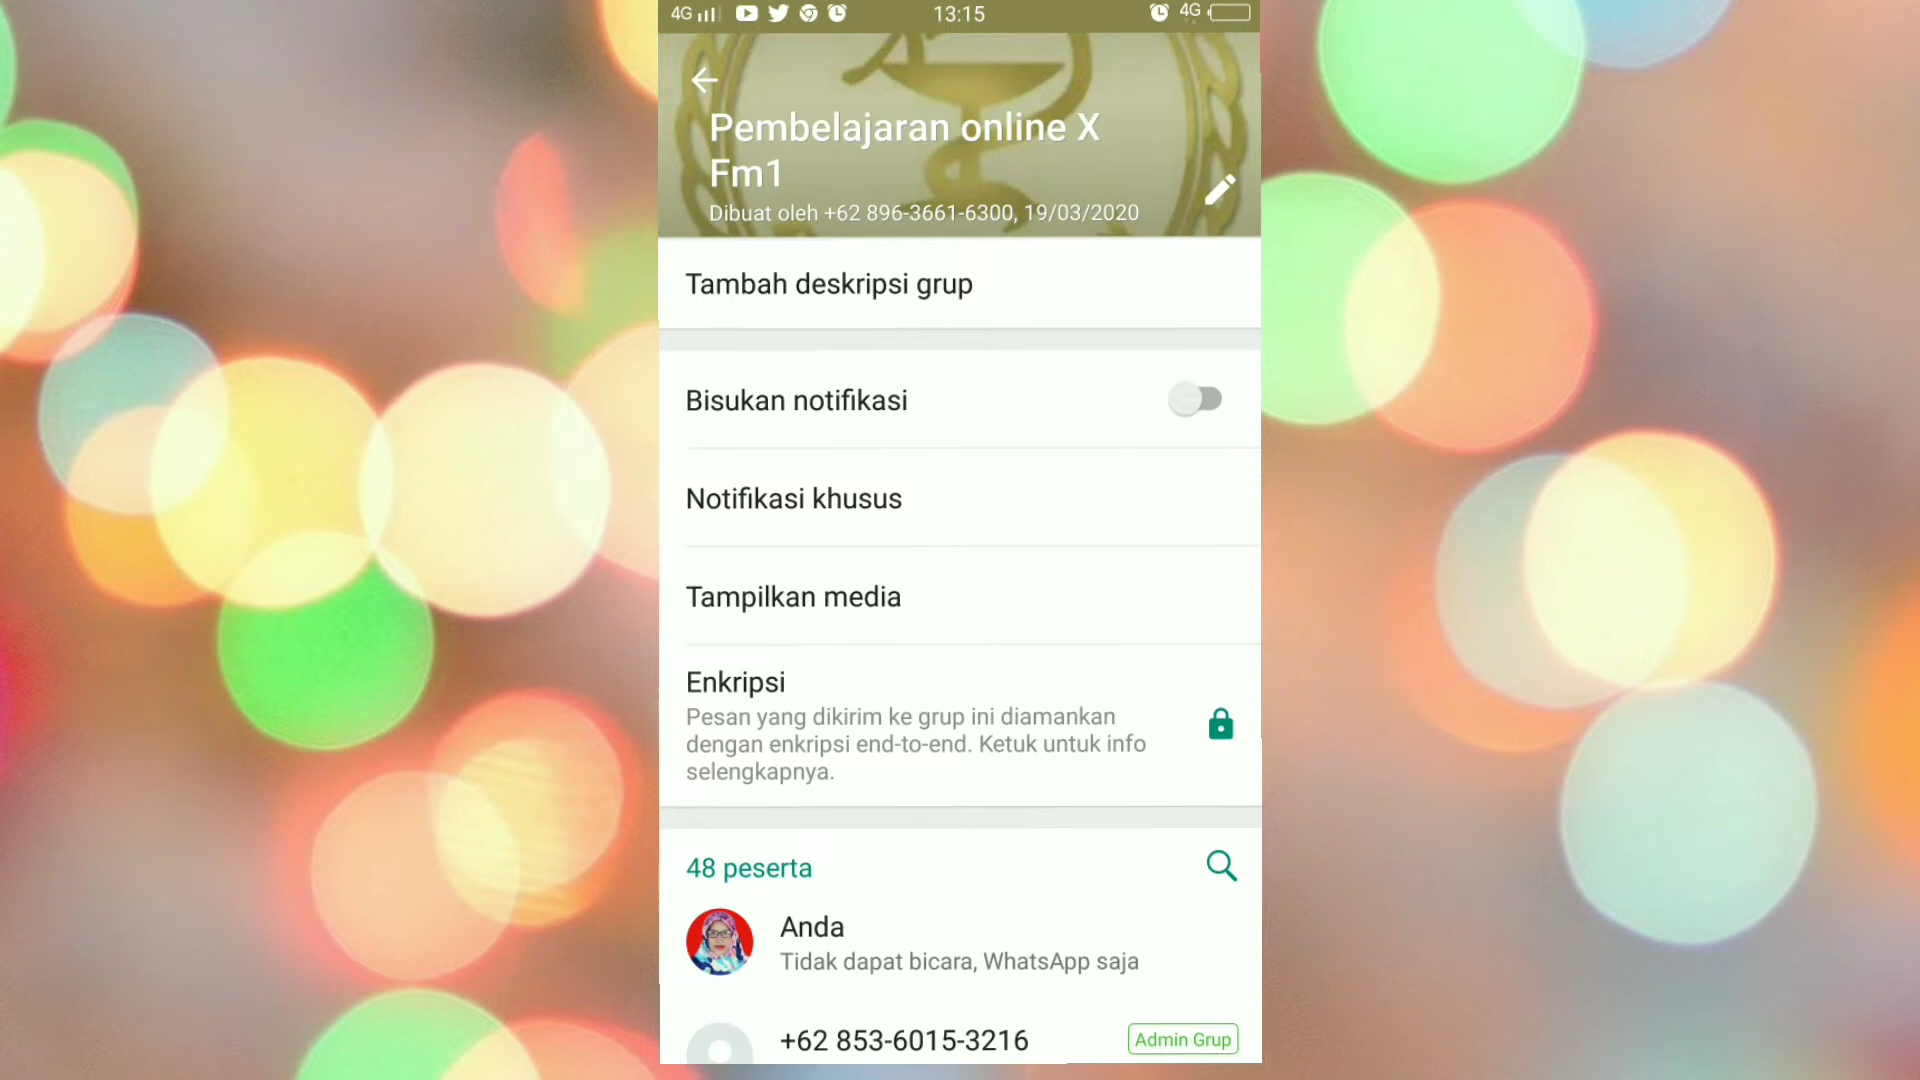 4G 13:15 4G
Pembelajaran online X
Fm1
Dibuat oleh +62 896-3661-6300, 19/03/2020
Tambah deskripsi grup
Bisukan notifikasi
Notifikasi khusus
Tampilkan media
Enkripsi
Pesan yang dikirim ke grup ini diamankan
dengan enkripsi end-to-end. Ketuk untuk info
selengkapnya.
48 peserta
Anda
Tidak dapat bicara, WhatsApp saja
+62 853-6015-3216 Admin Grup